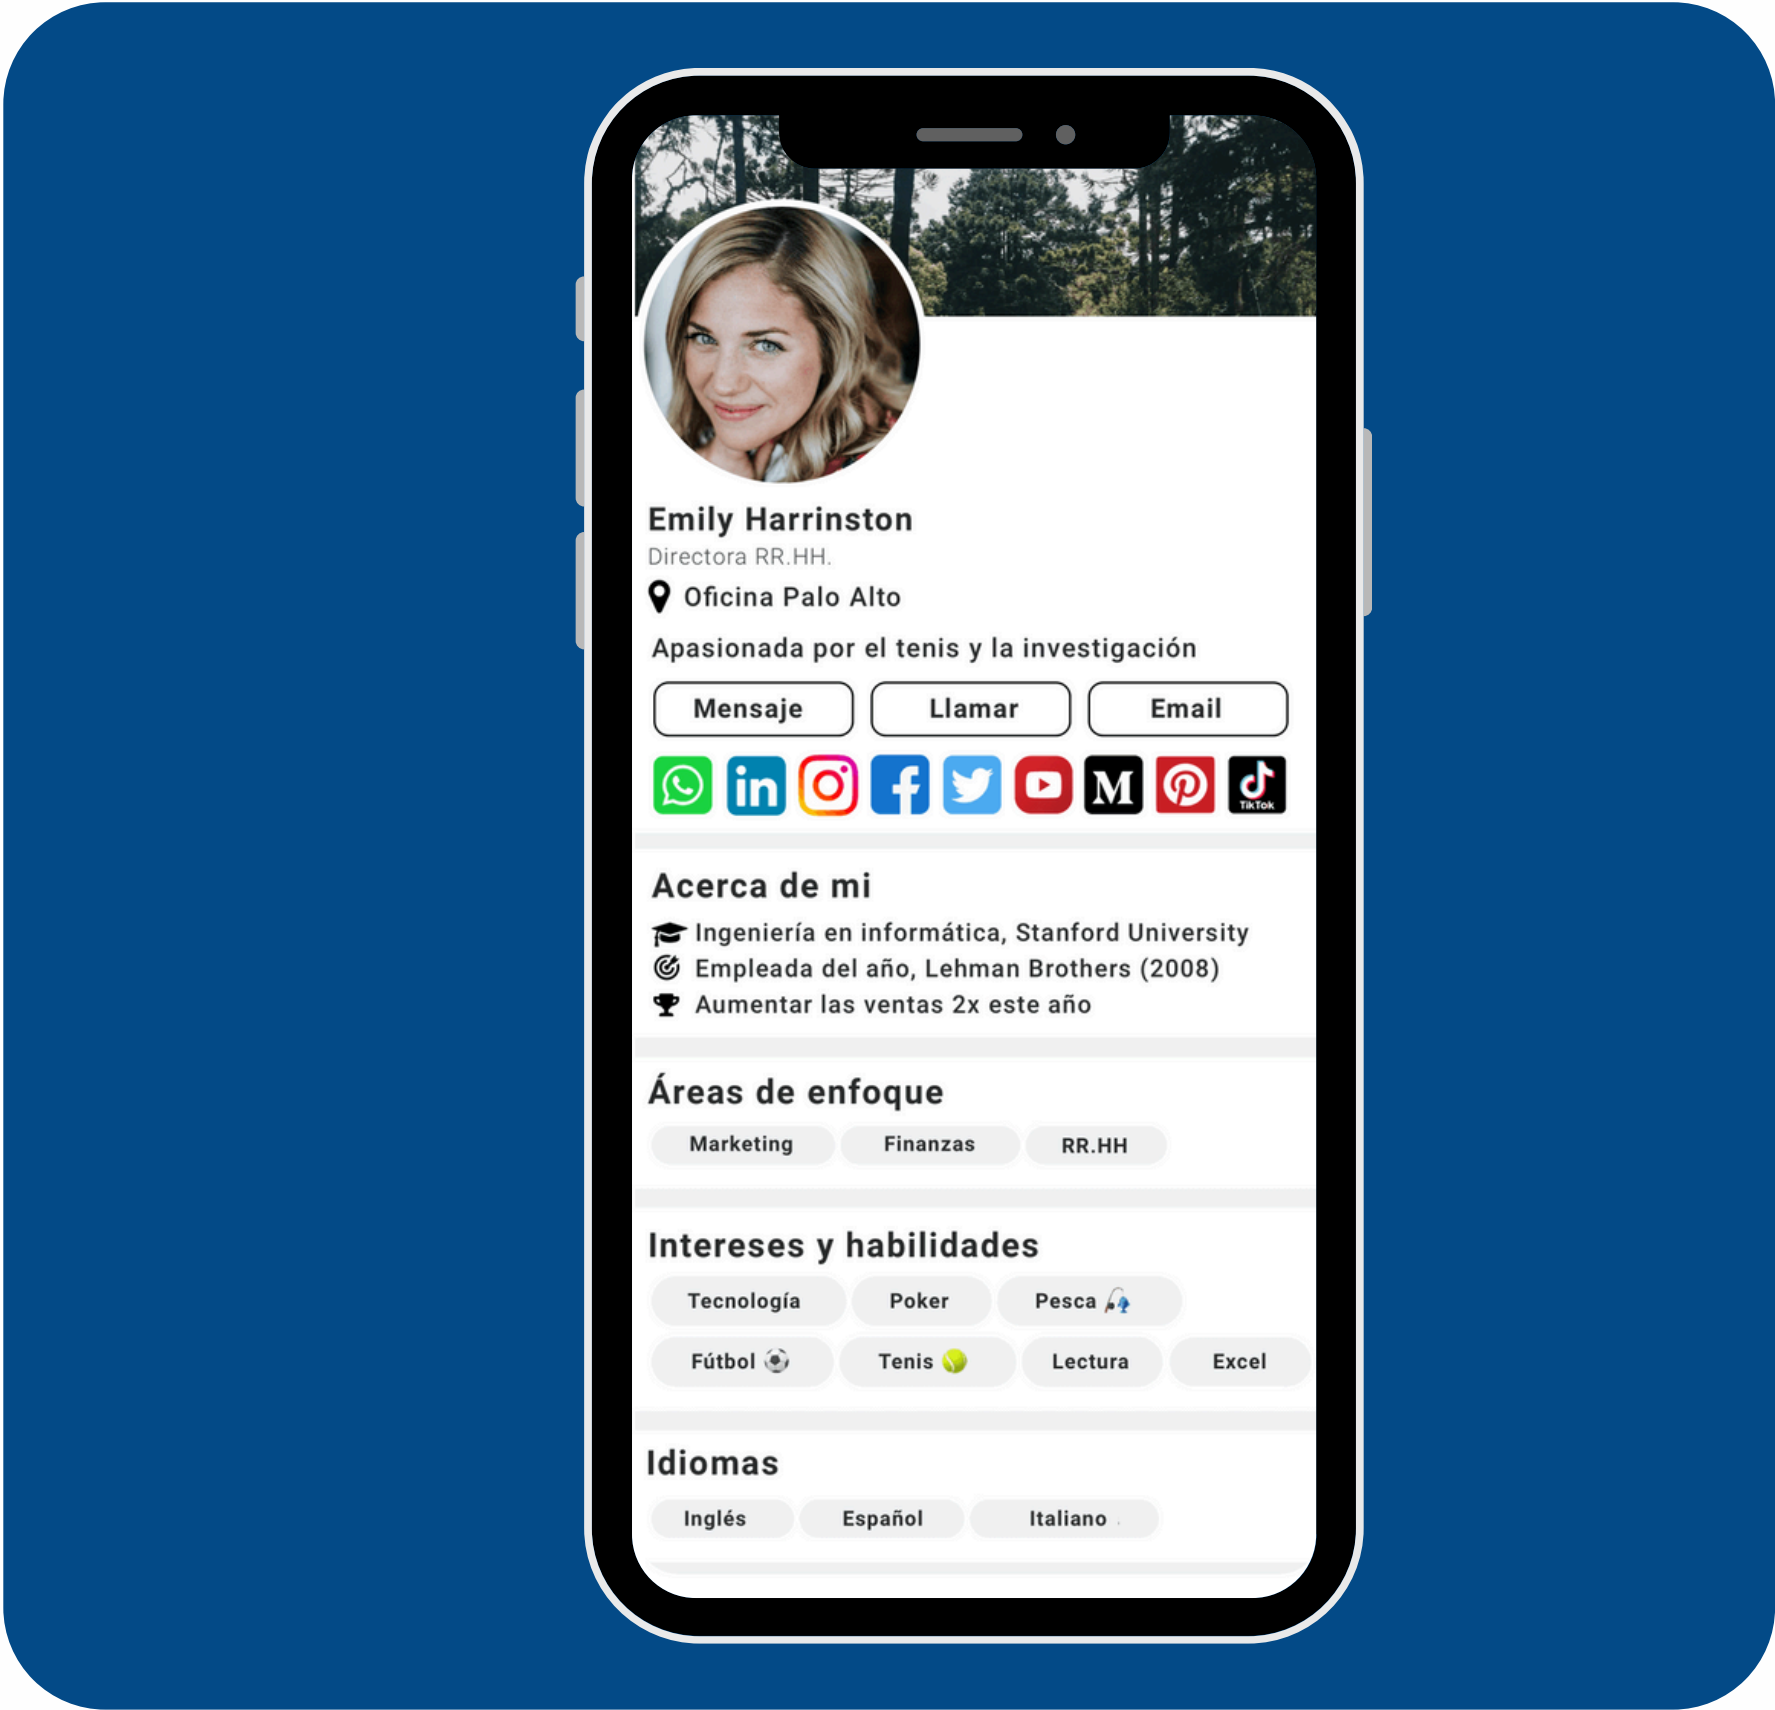 Emily Harrinston
Directora RR.HH.
Oficina Palo Alto
Apasionada por el tenis y la investigación
Mensaje Llamar Email
in M TikTok
Acerca de mi
Ingeniería en informática, Stanford University
Empleada del año, Lehman Brothers (2008)
Aumentar las ventas 2x este año
Áreas de enfoque
Marketing Finanzas RR.HH
Intereses y habilidades
Tecnología Poker Pesca
Fútbol Tenis Lectura Excel
Idiomas
Inglés Español Italiano